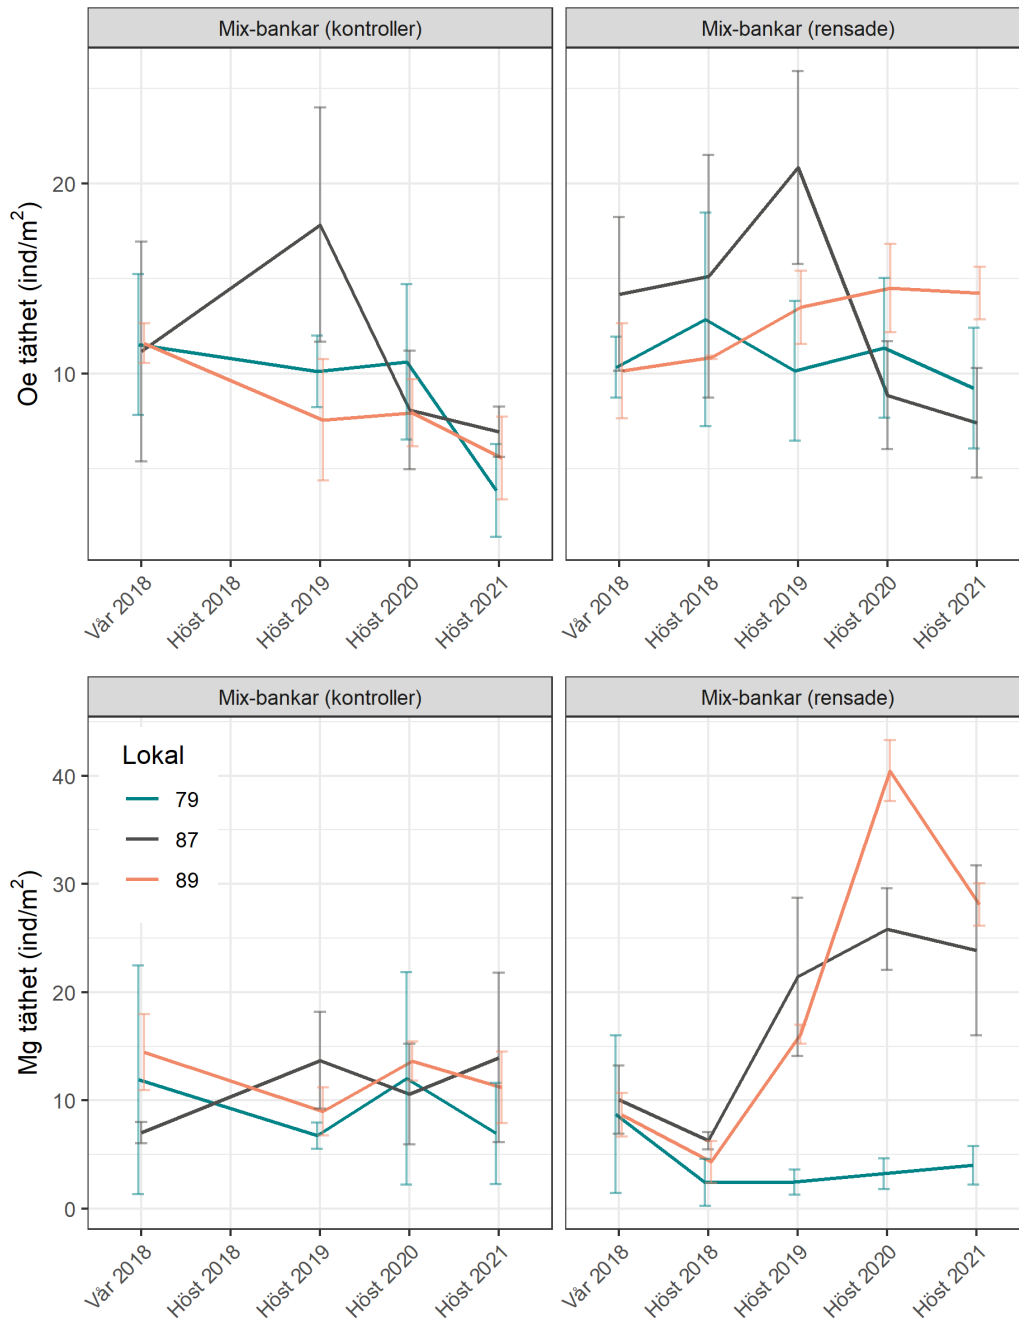 Mix-bankar (kontroller)
Mix-bankar (rensade)
Oe täthet (ind/m²)
20
10
Vår 2018
Höst 2018
Höst 2019
Höst 2020
Höst 2021
Vår 2018
Höst 2018
Höst 2019
Höst 2020
Höst 2021
Mix-bankar (kontroller)
Mix-bankar (rensade)
Mg täthet (ind/m²)
40
30
20
10
0
Lokal
79
87
89
Vår 2018
Höst 2018
Höst 2019
Höst 2020
Höst 2021
Vår 2018
Höst 2018
Höst 2019
Höst 2020
Höst 2021